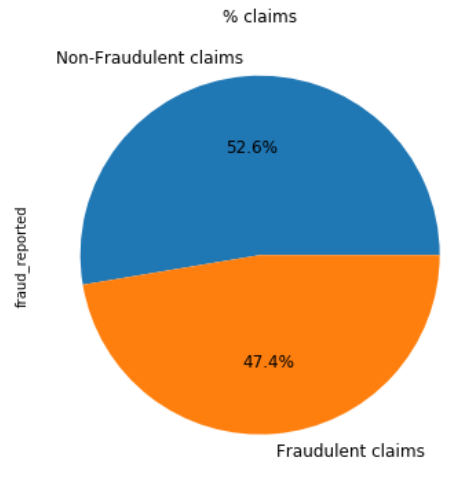 % claims
Non-Fraudulent claims
52.6%
fraud_reported
47.4%
Fraudulent claims